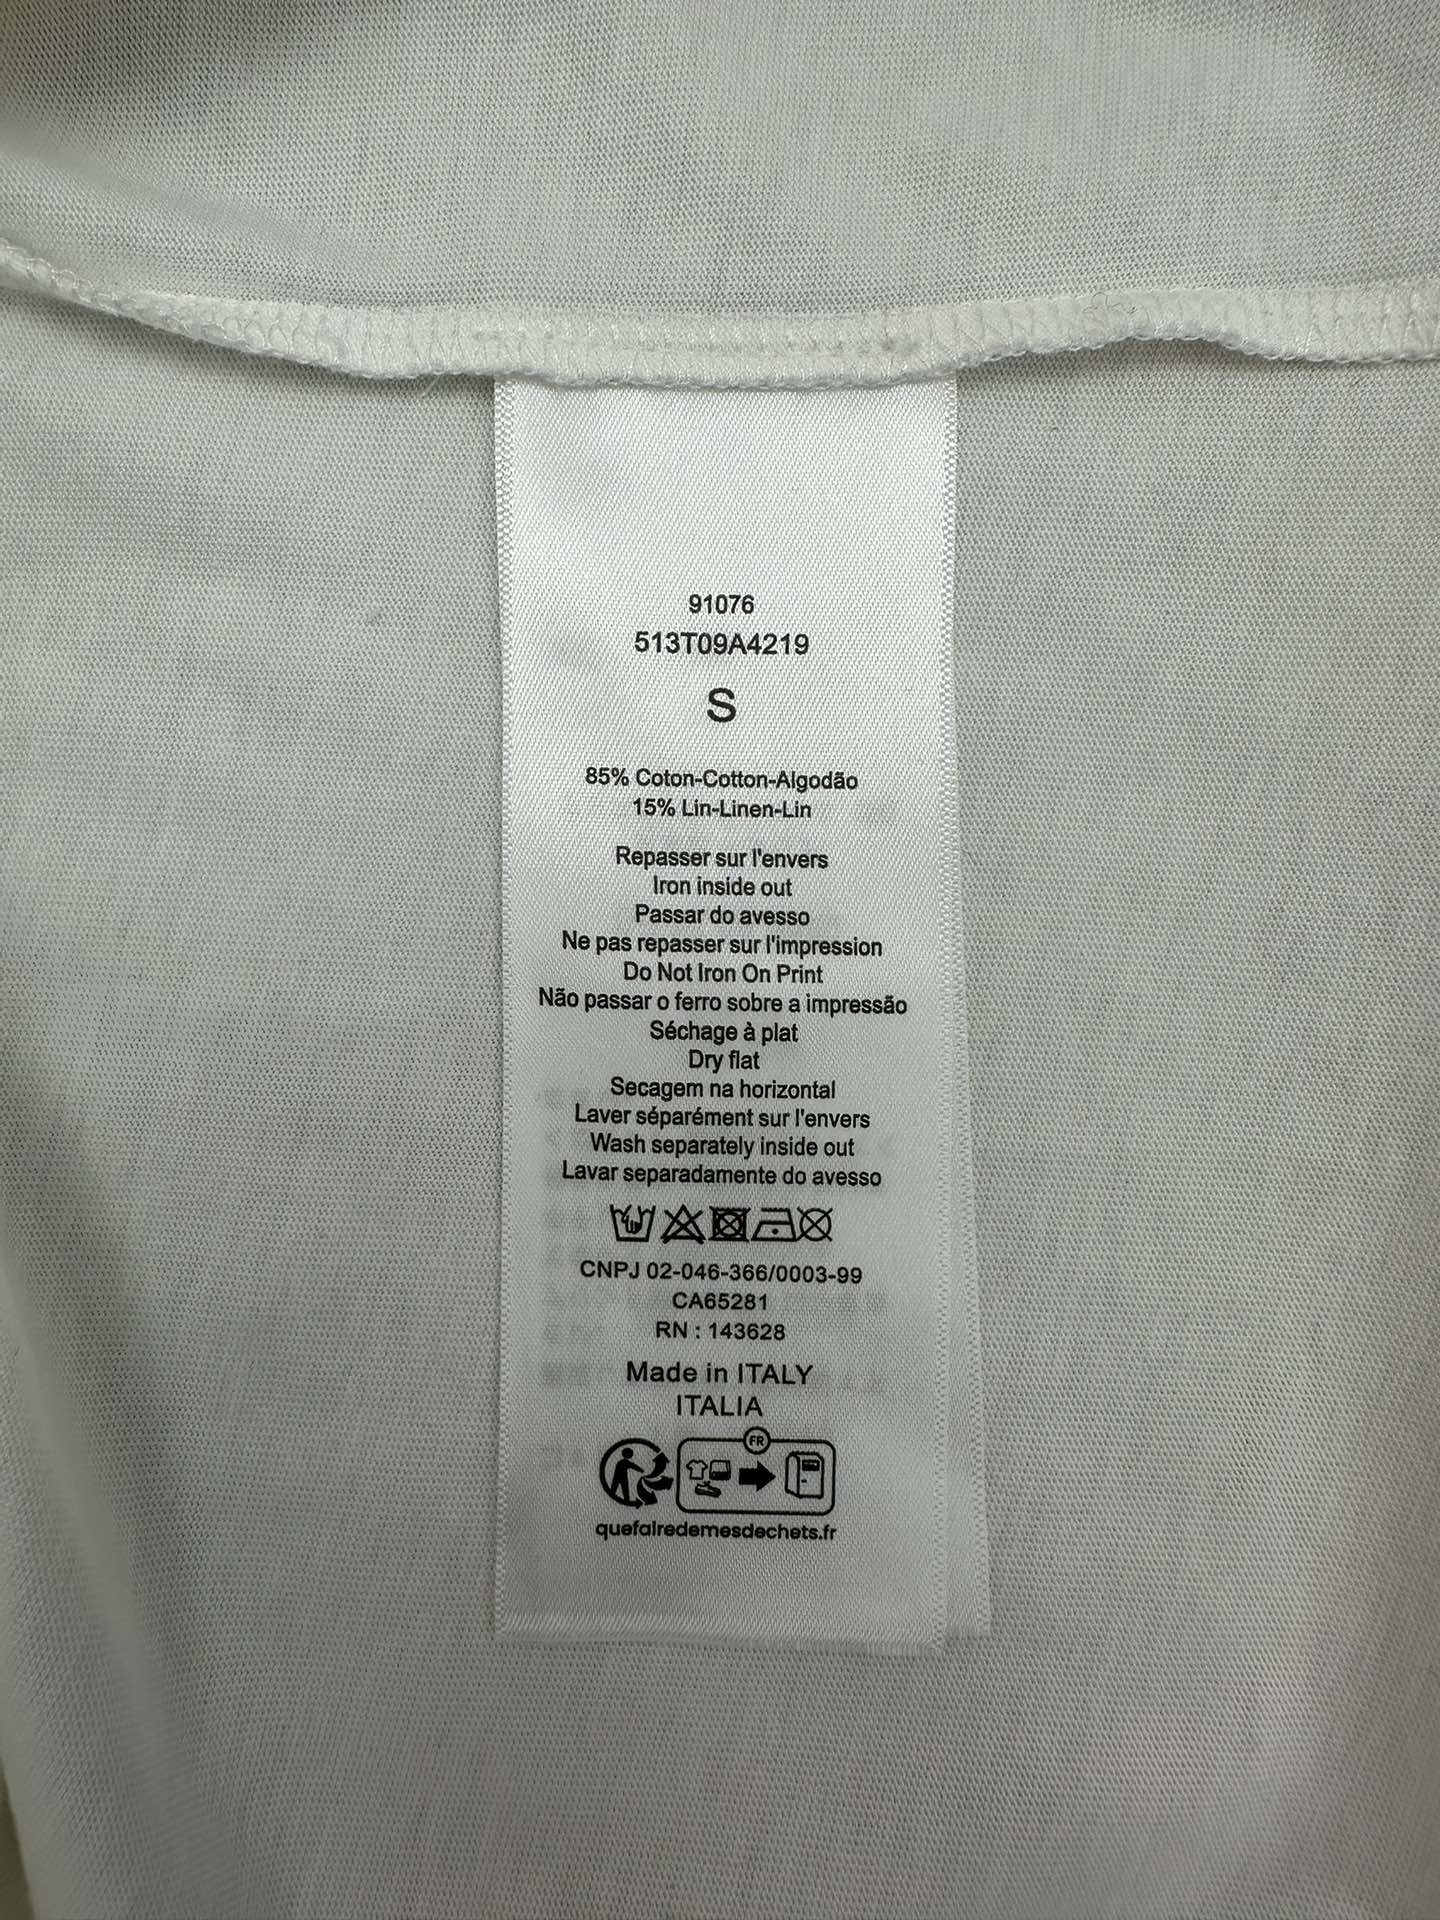 91076
513T09A4219
S
85% Coton-Cotton-Algodão
15% Lin-Linen-Lin
Repasser sur l'envers
Iron inside out
Passar do avesso
Ne pas repasser sur l'impression
Do Not Iron On Print
Não passar o ferro sobre a impressão
Séchage à plat
Dry flat
Secagem na horizontal
Laver séparément sur l'envers
Wash separately inside out
Lavar separadamente do avesso
CNPJ 02-046-366/0003-99
CA65281
RN : 143628
Made in ITALY
ITALIA
FR
quefairedemesdechets.fr